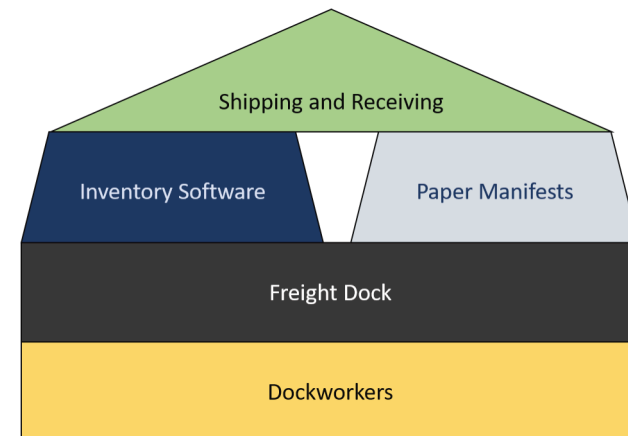 Shipping and Receiving
Inventory Software
Paper Manifests
Freight Dock
Dockworkers